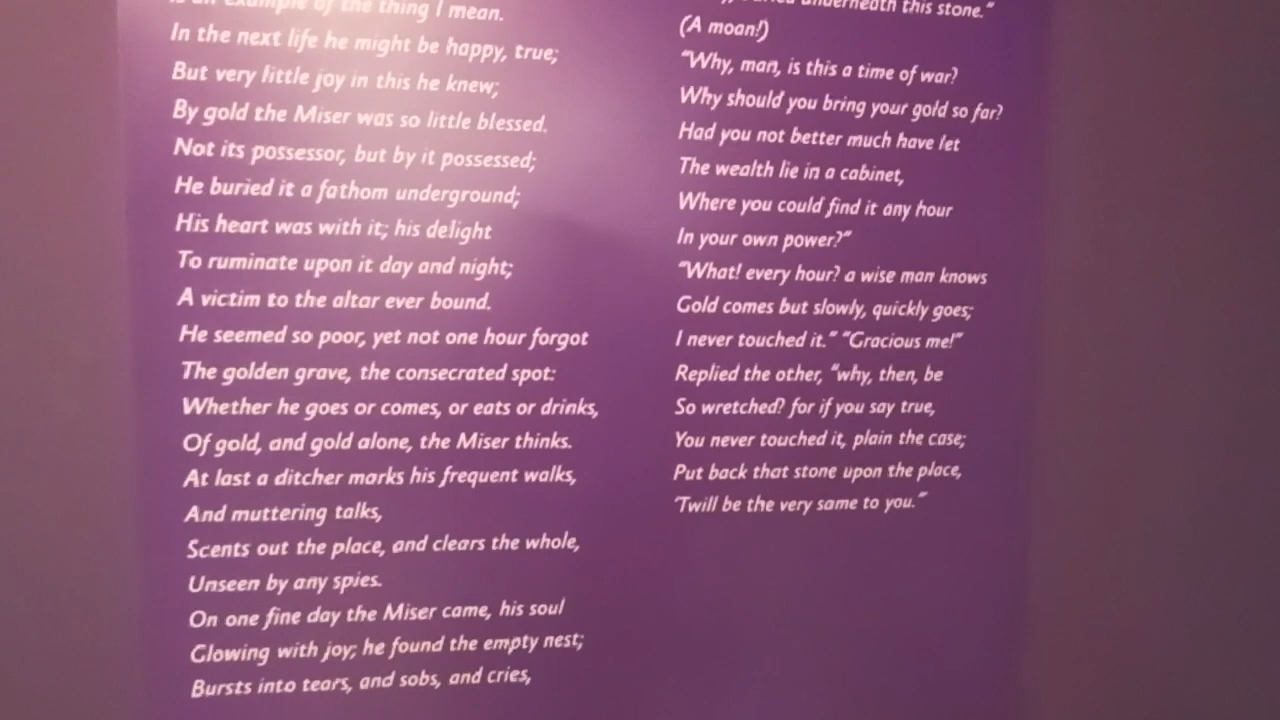 is an example of the thing I mean.
In the next life he might be happy, true;
But very little joy in this he knew;
By gold the Miser was so little blessed.
Not its possessor, but by it possessed;
He buried it a fathom underground;
His heart was with it; his delight
To ruminate upon it day and night;
A victim to the altar ever bound.
He seemed so poor, yet not one hour forgot
The golden grave, the consecrated spot:
Whether he goes or comes, or eats or drinks,
Of gold, and gold alone, the Miser thinks.
At last a ditcher marks his frequent walks,
And muttering talks,
Scents out the place, and clears the whole,
Unseen by any spies.
On one fine day the Miser came, his soul
Glowing with joy; he found the empty nest;
Bursts into tears, and sobs, and cries,
underneath this stone."
(A moan!)
"Why, man, is this a time of war?
Why should you bring your gold so far?
Had you not better much have let
The wealth lie in a cabinet,
Where you could find it any hour
In your own power?"
"What! every hour? a wise man knows
Gold comes but slowly, quickly goes;
I never touched it." "Gracious me!"
Replied the other, "why, then, be
So wretched? for if you say true,
You never touched it, plain the case;
Put back that stone upon the place,
'Twill be the very same to you."